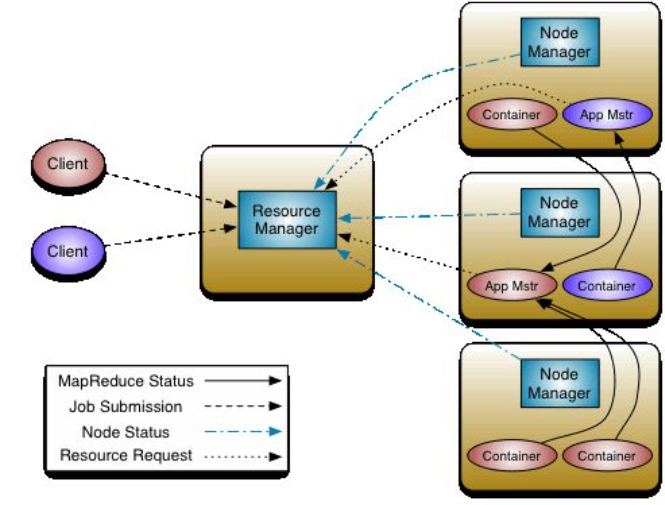 Node
Manager
Container
App Mstr
Client
Client
Resource
Manager
Node
Manager
App Mstr
Container
Node
Manager
Container
Container
MapReduce Status
Job Submission
Node Status
Resource Request